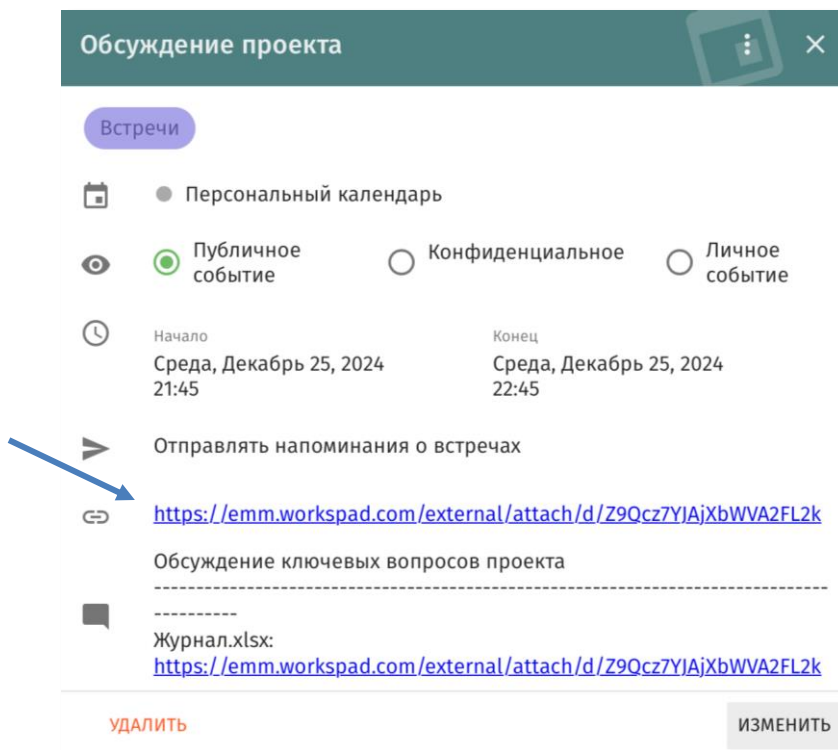 Обсуждение проекта
Встречи
Персональный календарь
Публичное
событие
Конфиденциальное
Личное
событие
Начало
Среда, Декабрь 25, 2024
21:45
Конец
Среда, Декабрь 25, 2024
22:45
Отправлять напоминания о встречах
https://emm.workspad.com/external/attach/d/Z9Qcz7YJAjXbWVA2FL2k
Обсуждение ключевых вопросов проекта
--------------------------------------------------------------------------------
----------
Журнал.xlsx:
https://emm.workspad.com/external/attach/d/Z9Qcz7YJAjXbWVA2FL2k
УДАЛИТЬ
ИЗМЕНИТЬ